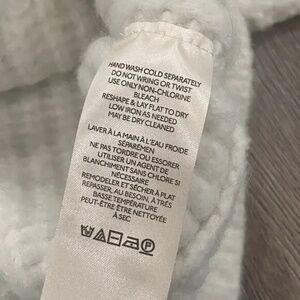 HAND WASH COLD SEPARATELY
DO NOT WRING OR TWIST
USE ONLY NON-CHLORINE
BLEACH
RESHAPE & LAY FLAT TO DRY
LOW IRON AS NEEDED
MAY BE DRY CLEANED
LAVER À LA MAIN À L'EAU FROIDE
SÉPARÉMEN
NE PAS TORDRE OU ESSORER
UTILISER UN AGENT DE
BLANCHIMENT SANS CHLORE SI
NÉCESSAIRE
REMODELER ET SÉCHER À PLAT
REPASSER, AU BESOIN, À TRÈS
BASSE TEMPÉRATURE
PEUT-ÊTRE ÊTRE NETTOYÉE
À SEC